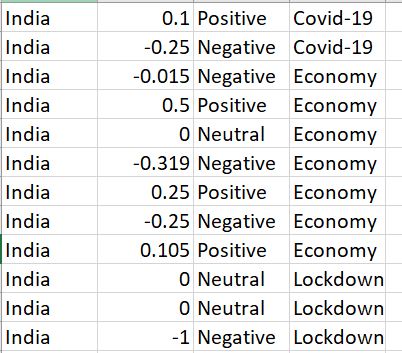 India 0.1 Positive Covid-19
India -0.25 Negative Covid-19
India -0.015 Negative Economy
India 0.5 Positive Economy
India 0 Neutral Economy
India -0.319 Negative Economy
India 0.25 Positive Economy
India -0.25 Negative Economy
India 0.105 Positive Economy
India 0 Neutral Lockdown
India 0 Neutral Lockdown
India -1 Negative Lockdown